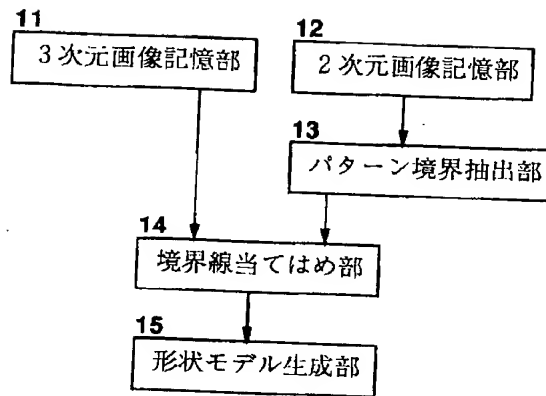 11
3次元画像記憶部
12
2次元画像記憶部
13
パターン境界抽出部
14
境界線当てはめ部
15
形状モデル生成部